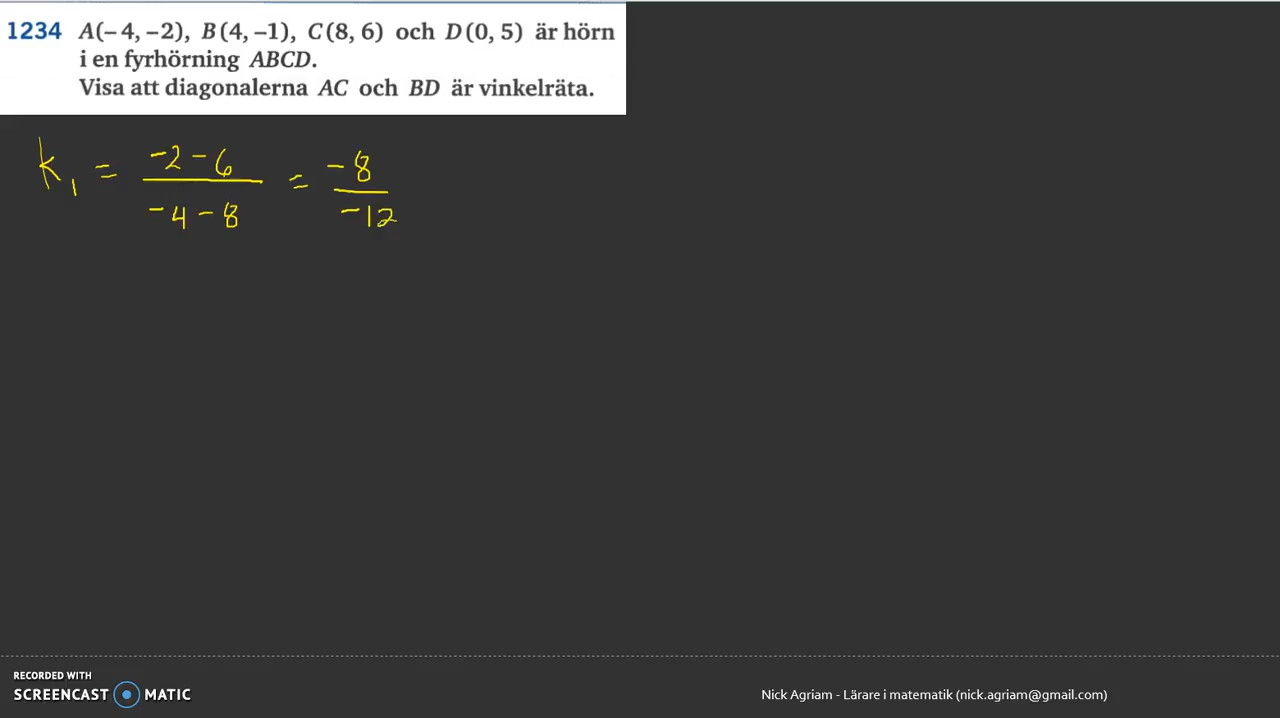 1234 A(–4, –2), B(4, –1), C(8, 6) och D(0, 5) är hörn
i en fyrhörning ABCD.
Visa att diagonalerna AC och BD är vinkelräta.
k₁ = (-2 - 6)/(-4 - 8) = -8/-12
RECORDED WITH
SCREENCAST MATIC
Nick Agriam - Lärare i matematik (nick.agriam@gmail.com)